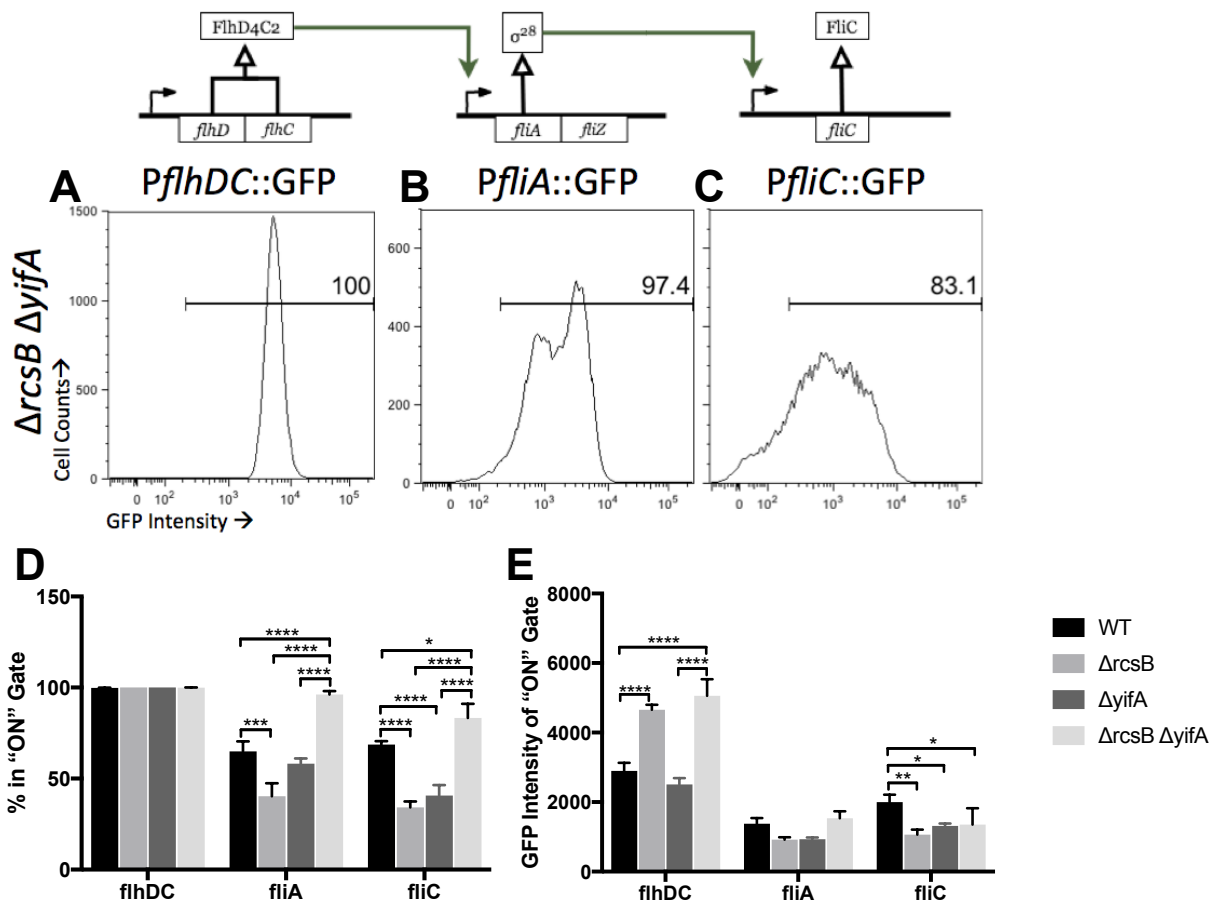 FlhD4C2
σ²⁸
FliC
flhD flhC
fliA fliZ
fliC
A PflhDC::GFP
B PfliA::GFP
C PfliC::GFP
ΔrcsB ΔyifA
Cell Counts→
1500
1000
500
0
100
0 10² 10³ 10⁴ 10⁵
GFP Intensity →
600
400
200
0
97.4
0 10² 10³ 10⁴ 10⁵
83.1
0 10² 10³ 10⁴ 10⁵
D
% in “ON” Gate
150
100
50
0
****
****
****
***
*
****
****
****
****
flhDC fliA fliC
E
GFP Intensity of “ON” Gate
8000
6000
4000
2000
0
****
****
****
*
*
**
flhDC fliA fliC
WT
ΔrcsB
ΔyifA
ΔrcsB ΔyifA